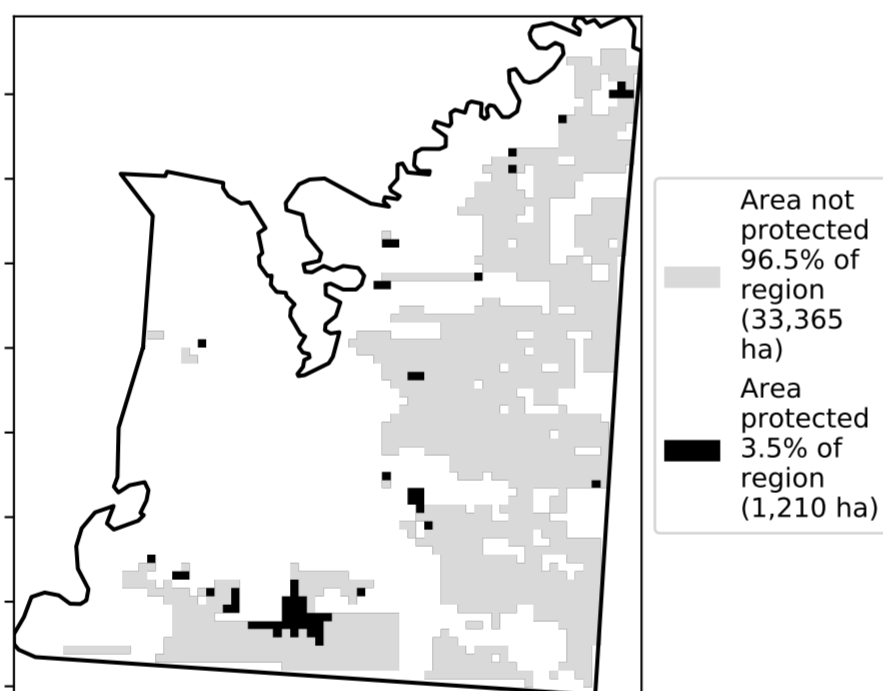 Area not
protected
96.5% of
region
(33,365
ha)
Area
protected
3.5% of
region
(1,210 ha)